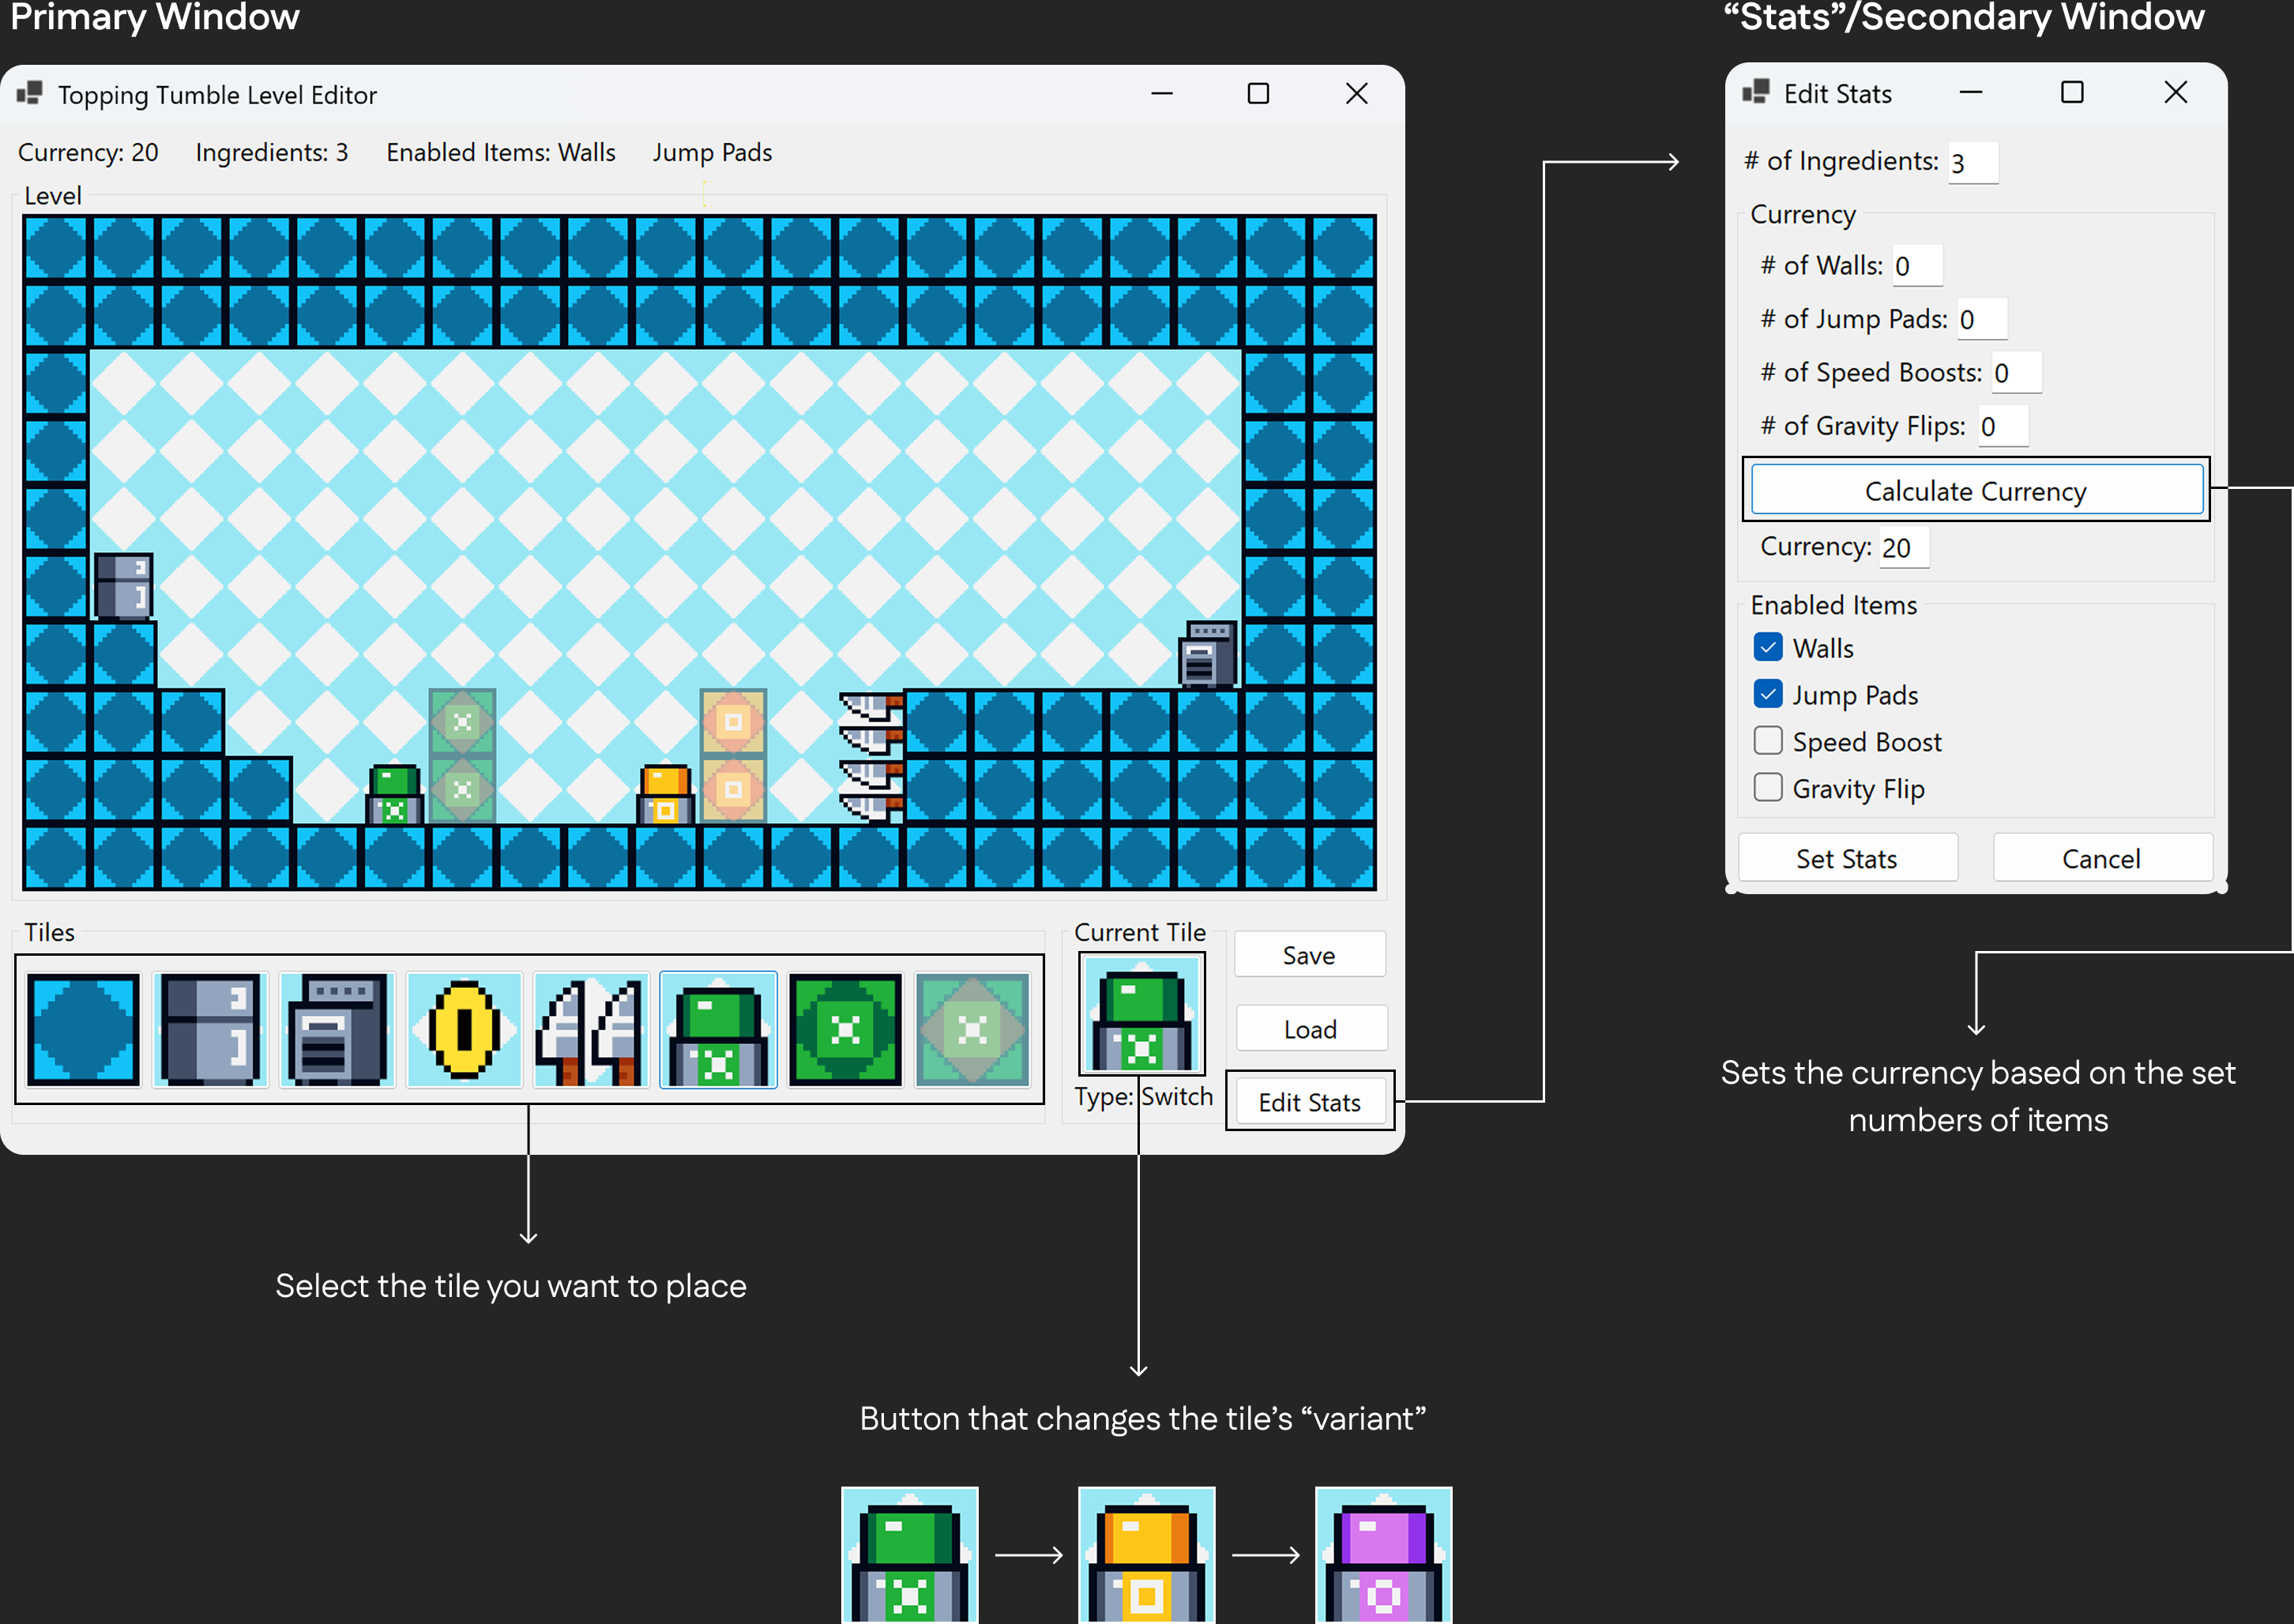 Primary Window
Topping Tumble Level Editor
Currency: 20 Ingredients: 3 Enabled Items: Walls Jump Pads
Level
Tiles
Current Tile
Type: Switch
Save
Load
Edit Stats
Select the tile you want to place
Button that changes the tile’s “variant”
“Stats”/Secondary Window
Edit Stats
# of Ingredients: 3
Currency
# of Walls: 0
# of Jump Pads: 0
# of Speed Boosts: 0
# of Gravity Flips: 0
Calculate Currency
Currency: 20
Enabled Items
Walls
Jump Pads
Speed Boost
Gravity Flip
Set Stats Cancel
Sets the currency based on the set
numbers of items